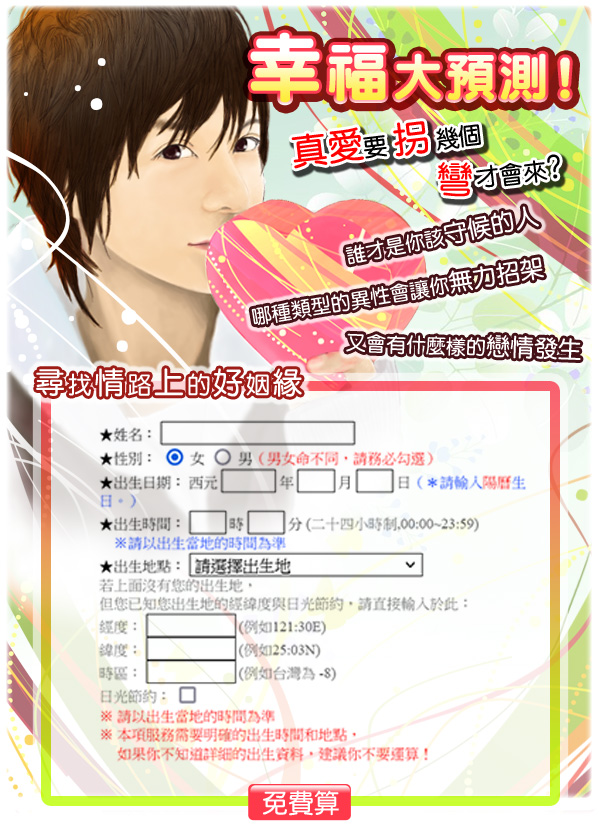 幸福大預測!
真愛要拐幾個
彎才會來?
誰才是你該守候的人
哪種類型的異性會讓你無力招架
又會有什麼樣的戀情發生
尋找情路上的好姻緣
★姓名：
★性別： 女 男(男女命不同，請務必勾選)
★出生日期：西元 年 月 日(＊請輸入陽曆生
日。)
★出生時間： 時 分(二十四小時制,00:00~23:59)
※請以出生當地的時間為準
★出生地點： 請選擇出生地
若上面沒有您的出生地，
但您已知您出生地的經緯度與日光節約，請直接輸入於此：
經度： (例如121:30E)
緯度： (例如25:03N)
時區： (例如台灣為 -8)
日光節約：
※ 請以出生當地的時間為準
※ 本項服務需要明確的出生時間和地點，
如果你不知道詳細的出生資料，建議你不要運算！
免費算